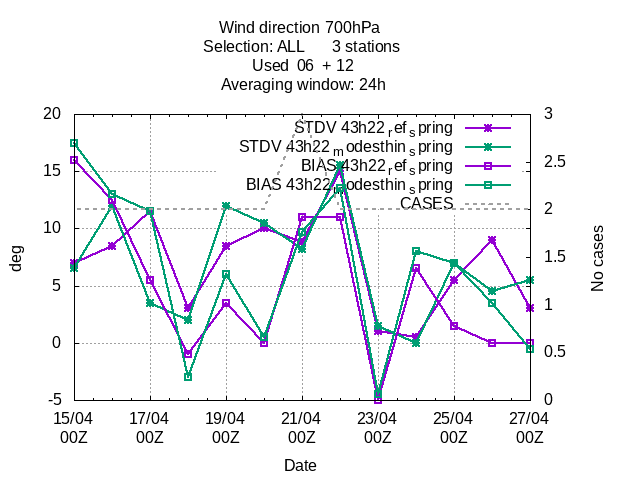 Wind direction 700hPa
Selection: ALL 3 stations
Used 06 + 12
Averaging window: 24h
STDV 43h22_ref_spring
STDV 43h22_modesthin_spring
BIAS 43h22_ref_spring
BIAS 43h22_modesthin_spring
CASES
20
15
10
5
0
-5
deg
3
2.5
2
1.5
1
0.5
0
No cases
15/04 17/04 19/04 21/04 23/04 25/04 27/04
00Z 00Z 00Z 00Z 00Z 00Z 00Z
Date